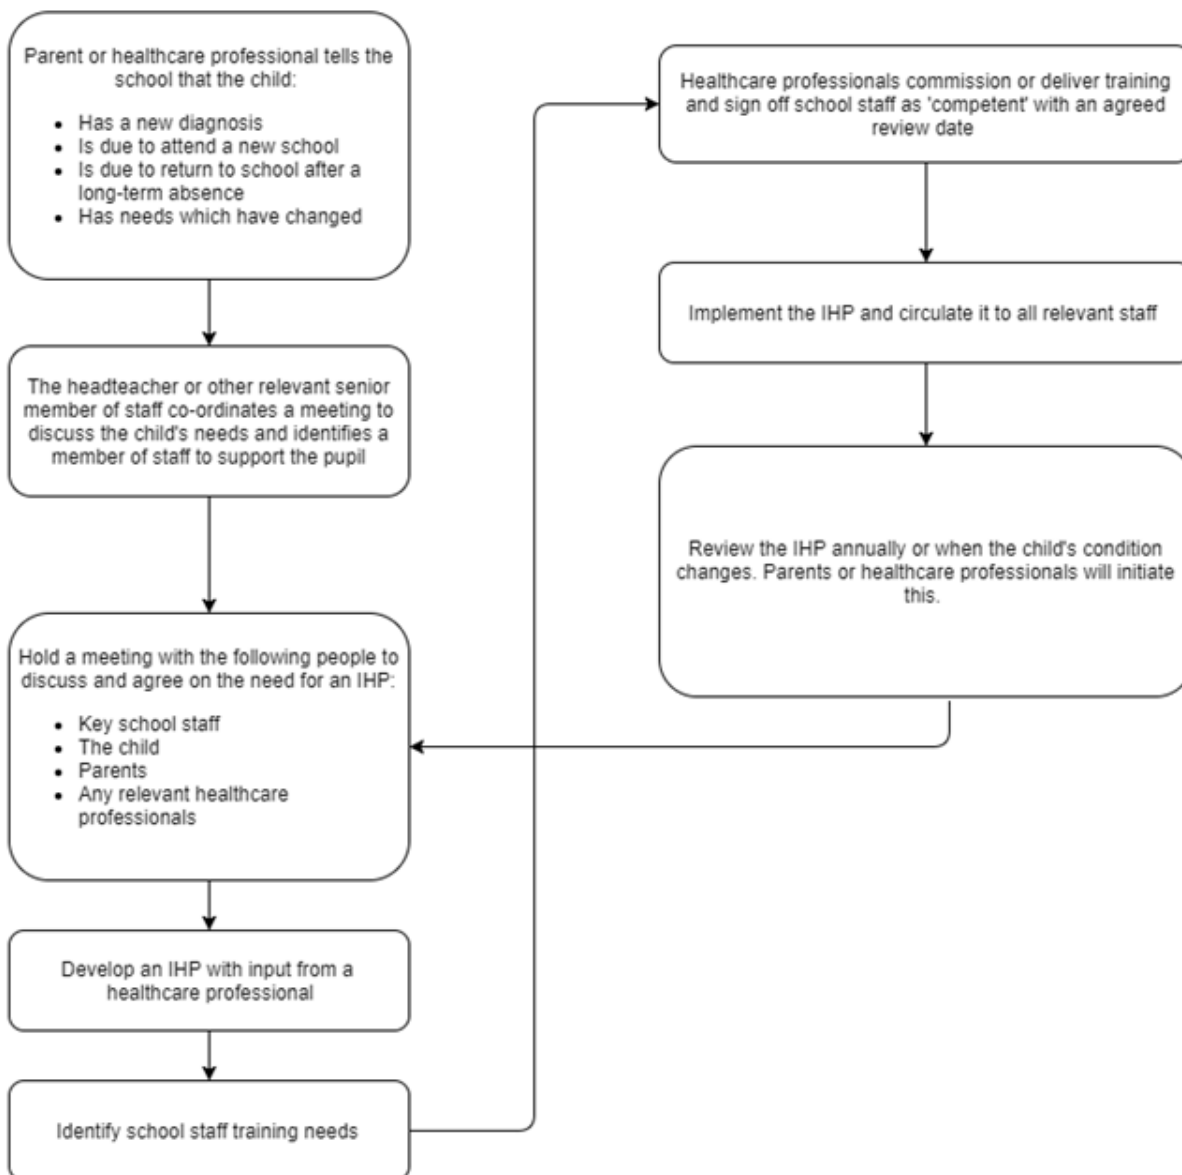 Parent or healthcare professional tells the
school that the child:
• Has a new diagnosis
• Is due to attend a new school
• Is due to return to school after a
long-term absence
• Has needs which have changed
The headteacher or other relevant senior
member of staff co-ordinates a meeting to
discuss the child's needs and identifies a
member of staff to support the pupil
Hold a meeting with the following people to
discuss and agree on the need for an IHP:
• Key school staff
• The child
• Parents
• Any relevant healthcare
professionals
Develop an IHP with input from a
healthcare professional
Identify school staff training needs
Healthcare professionals commission or deliver training
and sign off school staff as 'competent' with an agreed
review date
Implement the IHP and circulate it to all relevant staff
Review the IHP annually or when the child's condition
changes. Parents or healthcare professionals will initiate
this.